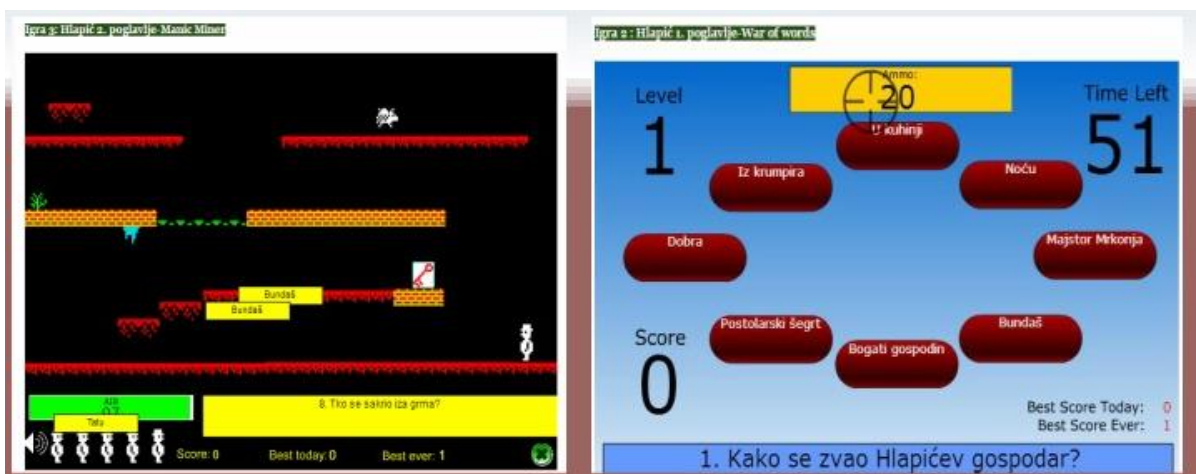 Igra 3: Hlapić 2. poglavlje-Manic Miner
Bundaš
Bundaš
AIR
97
8. Tko se sakrio iza grma?
Tatu
Score: 0
Best today: 0
Best ever: 1
Igra 2 : Hlapić 1. poglavlje-War of words
Level
1
Ammo:
20
Time Left
51
U kuhinji
Iz krumpira
Noću
Dobra
Majstor Mrkonja
Postolarski šegrt
Bogati gospodin
Bundaš
Score
0
Best Score Today: 0
Best Score Ever: 1
1. Kako se zvao Hlapićev gospodar?